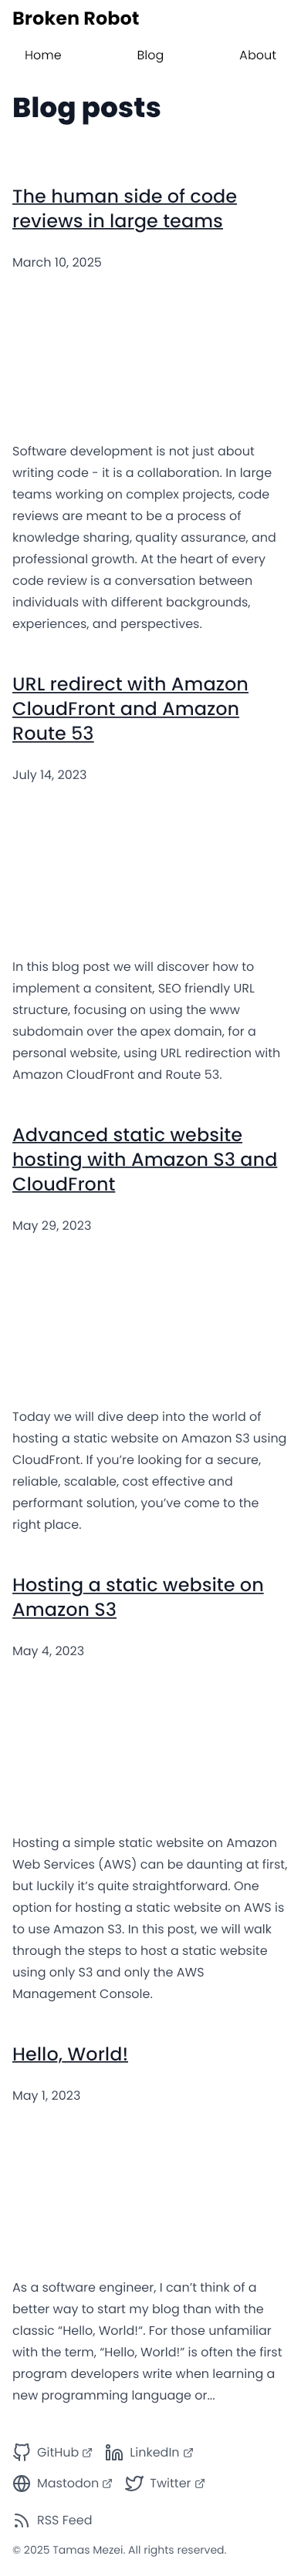 Broken Robot
Home Blog About
Blog posts
The human side of code
reviews in large teams
March 10, 2025
Software development is not just about
writing code - it is a collaboration. In large
teams working on complex projects, code
reviews are meant to be a process of
knowledge sharing, quality assurance, and
professional growth. At the heart of every
code review is a conversation between
individuals with different backgrounds,
experiences, and perspectives.
URL redirect with Amazon
CloudFront and Amazon
Route 53
July 14, 2023
In this blog post we will discover how to
implement a consitent, SEO friendly URL
structure, focusing on using the www
subdomain over the apex domain, for a
personal website, using URL redirection with
Amazon CloudFront and Route 53.
Advanced static website
hosting with Amazon S3 and
CloudFront
May 29, 2023
Today we will dive deep into the world of
hosting a static website on Amazon S3 using
CloudFront. If you’re looking for a secure,
reliable, scalable, cost effective and
performant solution, you’ve come to the
right place.
Hosting a static website on
Amazon S3
May 4, 2023
Hosting a simple static website on Amazon
Web Services (AWS) can be daunting at first,
but luckily it’s quite straightforward. One
option for hosting a static website on AWS is
to use Amazon S3. In this post, we will walk
through the steps to host a static website
using only S3 and only the AWS
Management Console.
Hello, World!
May 1, 2023
As a software engineer, I can’t think of a
better way to start my blog than with the
classic “Hello, World!“. For those unfamiliar
with the term, “Hello, World!” is often the first
program developers write when learning a
new programming language or...
GitHub LinkedIn
Mastodon Twitter
RSS Feed
© 2025 Tamas Mezei. All rights reserved.